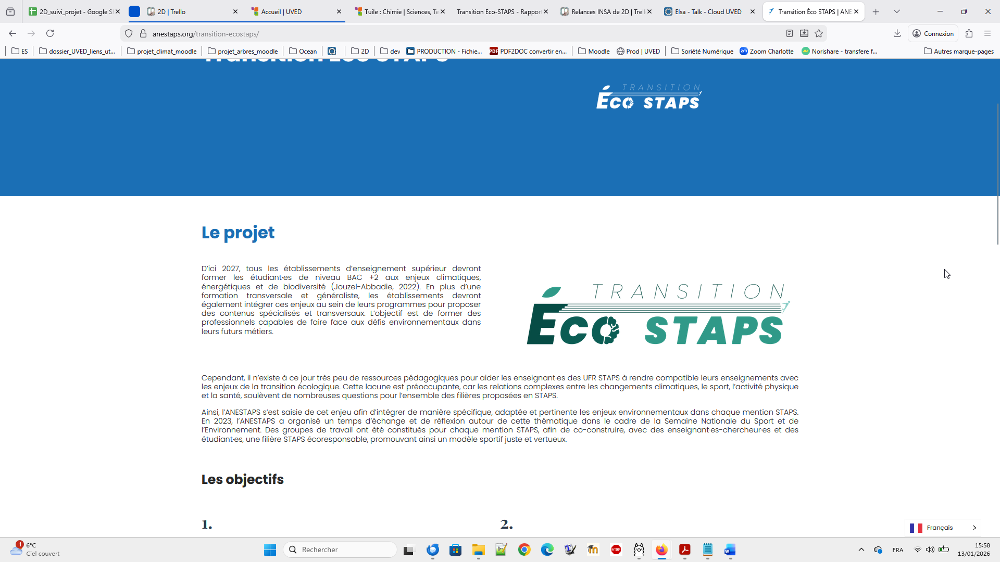 2D_suivi_projet - Google S
2D | Trello
Accueil | UVED
Tuile : Chimie | Sciences, Te
Transition Eco-STAPS - Rappor
Relances INSA de 2D | Trell
Elsa - Talk - Cloud UVED
Transition Éco STAPS | ANE
anestaps.org/transition-ecostaps/
Connexion
ES
dossier_UVED_liens_ut...
projet_climat_moodle
projet_arbres_moodle
Ocean
2D
dev
PRODUCTION - Fichie...
PDF2DOC convertir en...
Moodle
Prod | UVED
Soriété Numérique
Zoom Charlotte
Norishare - transfere f...
Autres marque-pages
Transition Éco STAPS
TRANSITION
ÉCO STAPS
Le projet
D’ici 2027, tous les établissements d’enseignement supérieur devront
former les étudiant·es de niveau BAC +2 aux enjeux climatiques,
énergétiques et de biodiversité (Jouzel-Abbadie, 2022). En plus d’une
formation transversale et généraliste, les établissements devront
également intégrer ces enjeux au sein de leurs programmes pour proposer
des contenus spécialisés et transversaux. L’objectif est de former des
professionnels capables de faire face aux défis environnementaux dans
leurs futurs métiers.
TRANSITION
ÉCO STAPS
Cependant, il n’existe à ce jour très peu de ressources pédagogiques pour aider les enseignant·es des UFR STAPS à rendre compatible leurs enseignements avec
les enjeux de la transition écologique. Cette lacune est préoccupante, car les relations complexes entre les changements climatiques, le sport, l’activité physique
et la santé, soulèvent de nombreuses questions pour l’ensemble des filières proposées en STAPS.
Ainsi, l’ANESTAPS s’est saisie de cet enjeu afin d’intégrer de manière spécifique, adaptée et pertinente les enjeux environnementaux dans chaque mention STAPS.
En 2023, l’ANESTAPS a organisé un temps d’échange et de réflexion autour de cette thématique dans le cadre de la Semaine Nationale du Sport et de
l’Environnement. Des groupes de travail ont été constitués pour chaque mention STAPS, afin de co-construire, avec des enseignant·es-chercheur·es et des
étudiant·es, une filière STAPS écoresponsable, promouvant ainsi un modèle sportif juste et vertueux.
Les objectifs
1.
2.
Français
1
6°C
Ciel couvert
Rechercher
STOP
FRA
15:58
13/01/2026